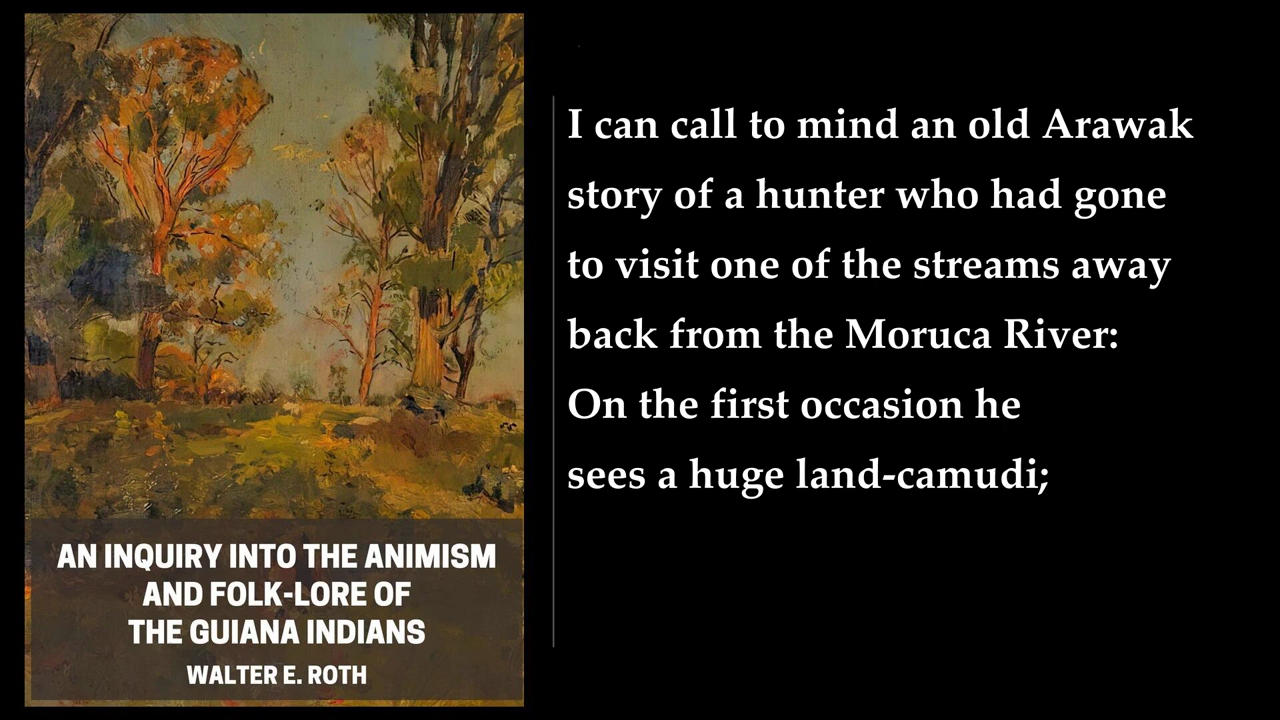 I can call to mind an old Arawak
story of a hunter who had gone
to visit one of the streams away
back from the Moruca River:
On the first occasion he
sees a huge land-camudi;
AN INQUIRY INTO THE ANIMISM
AND FOLK-LORE OF
THE GUIANA INDIANS
WALTER E. ROTH